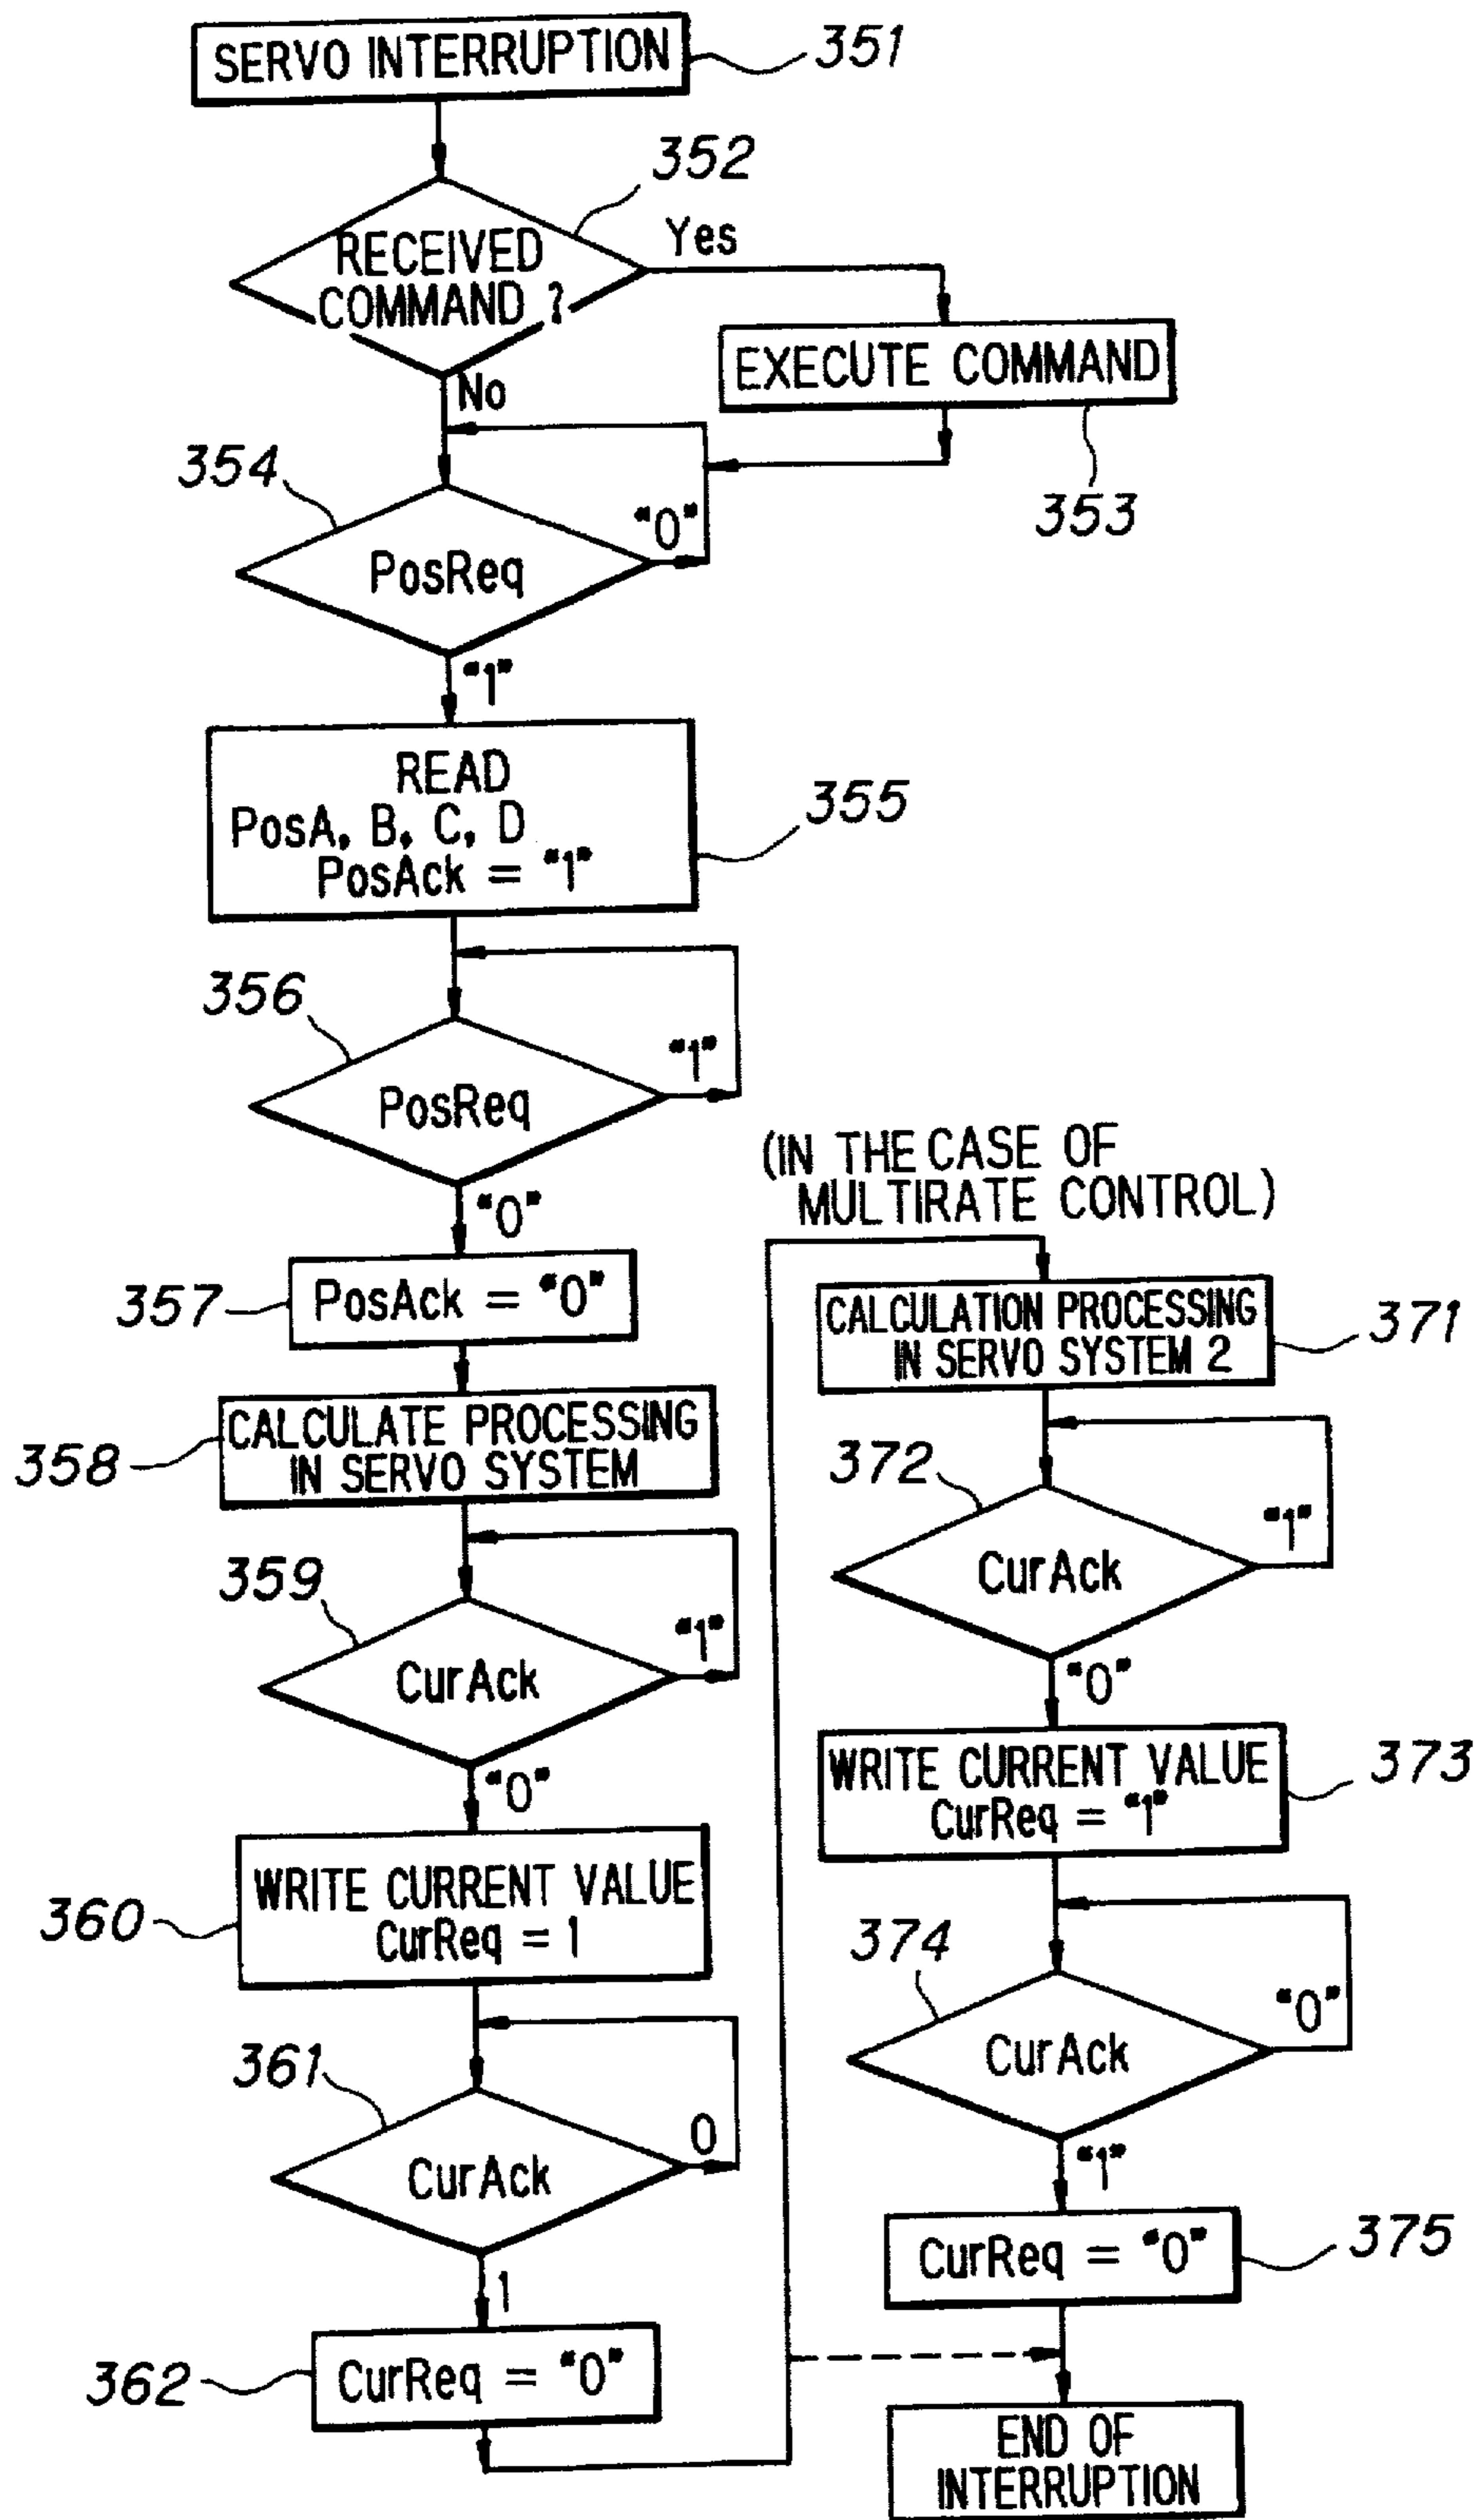 SERVO INTERRUPTION
351
352
RECEIVED
COMMAND ?
Yes
EXECUTE COMMAND
353
No
354
"0"
PosReq
"1"
READ
PosA, B, C, D
PosAck = "1"
355
356
"1"
PosReq
"0"
357
PosAck = "0"
358
CALCULATE PROCESSING
IN SERVO SYSTEM
359
"1"
CurAck
"0"
360
WRITE CURRENT VALUE
CurReq = 1
361
0
CurAck
1
362
CurReq = "0"
(IN THE CASE OF
MULTIRATE CONTROL)
CALCULATION PROCESSING
IN SERVO SYSTEM 2
371
372
"1"
CurAck
"0"
WRITE CURRENT VALUE
CurReq = "1"
373
374
"0"
CurAck
"1"
CurReq = "0"
375
END OF
INTERRUPTION